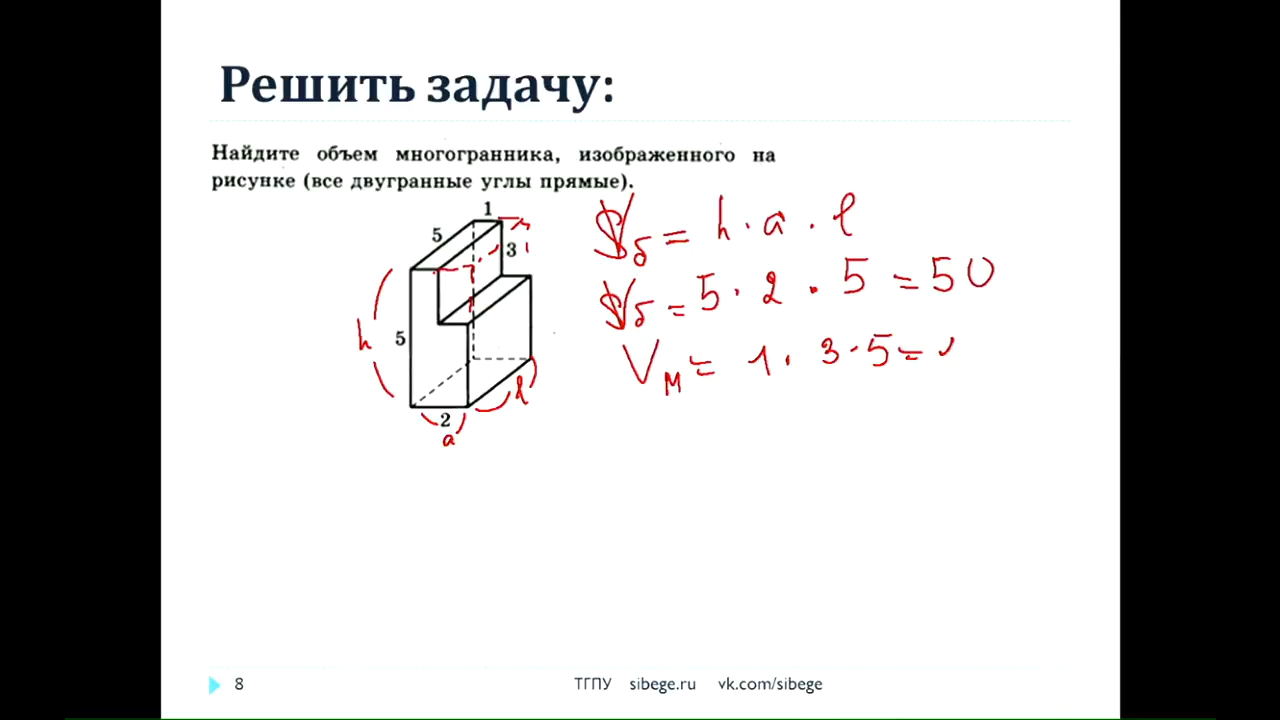 Решить задачу:
Найдите объем многогранника, изображенного на
рисунке (все двугранные углы прямые).
1
5
3
h
5
2
a
l
Vб = h · a · l
Vб = 5 · 2 · 5 = 50
Vм = 1 · 3 · 5 =
8
ТГПУ sibege.ru vk.com/sibege